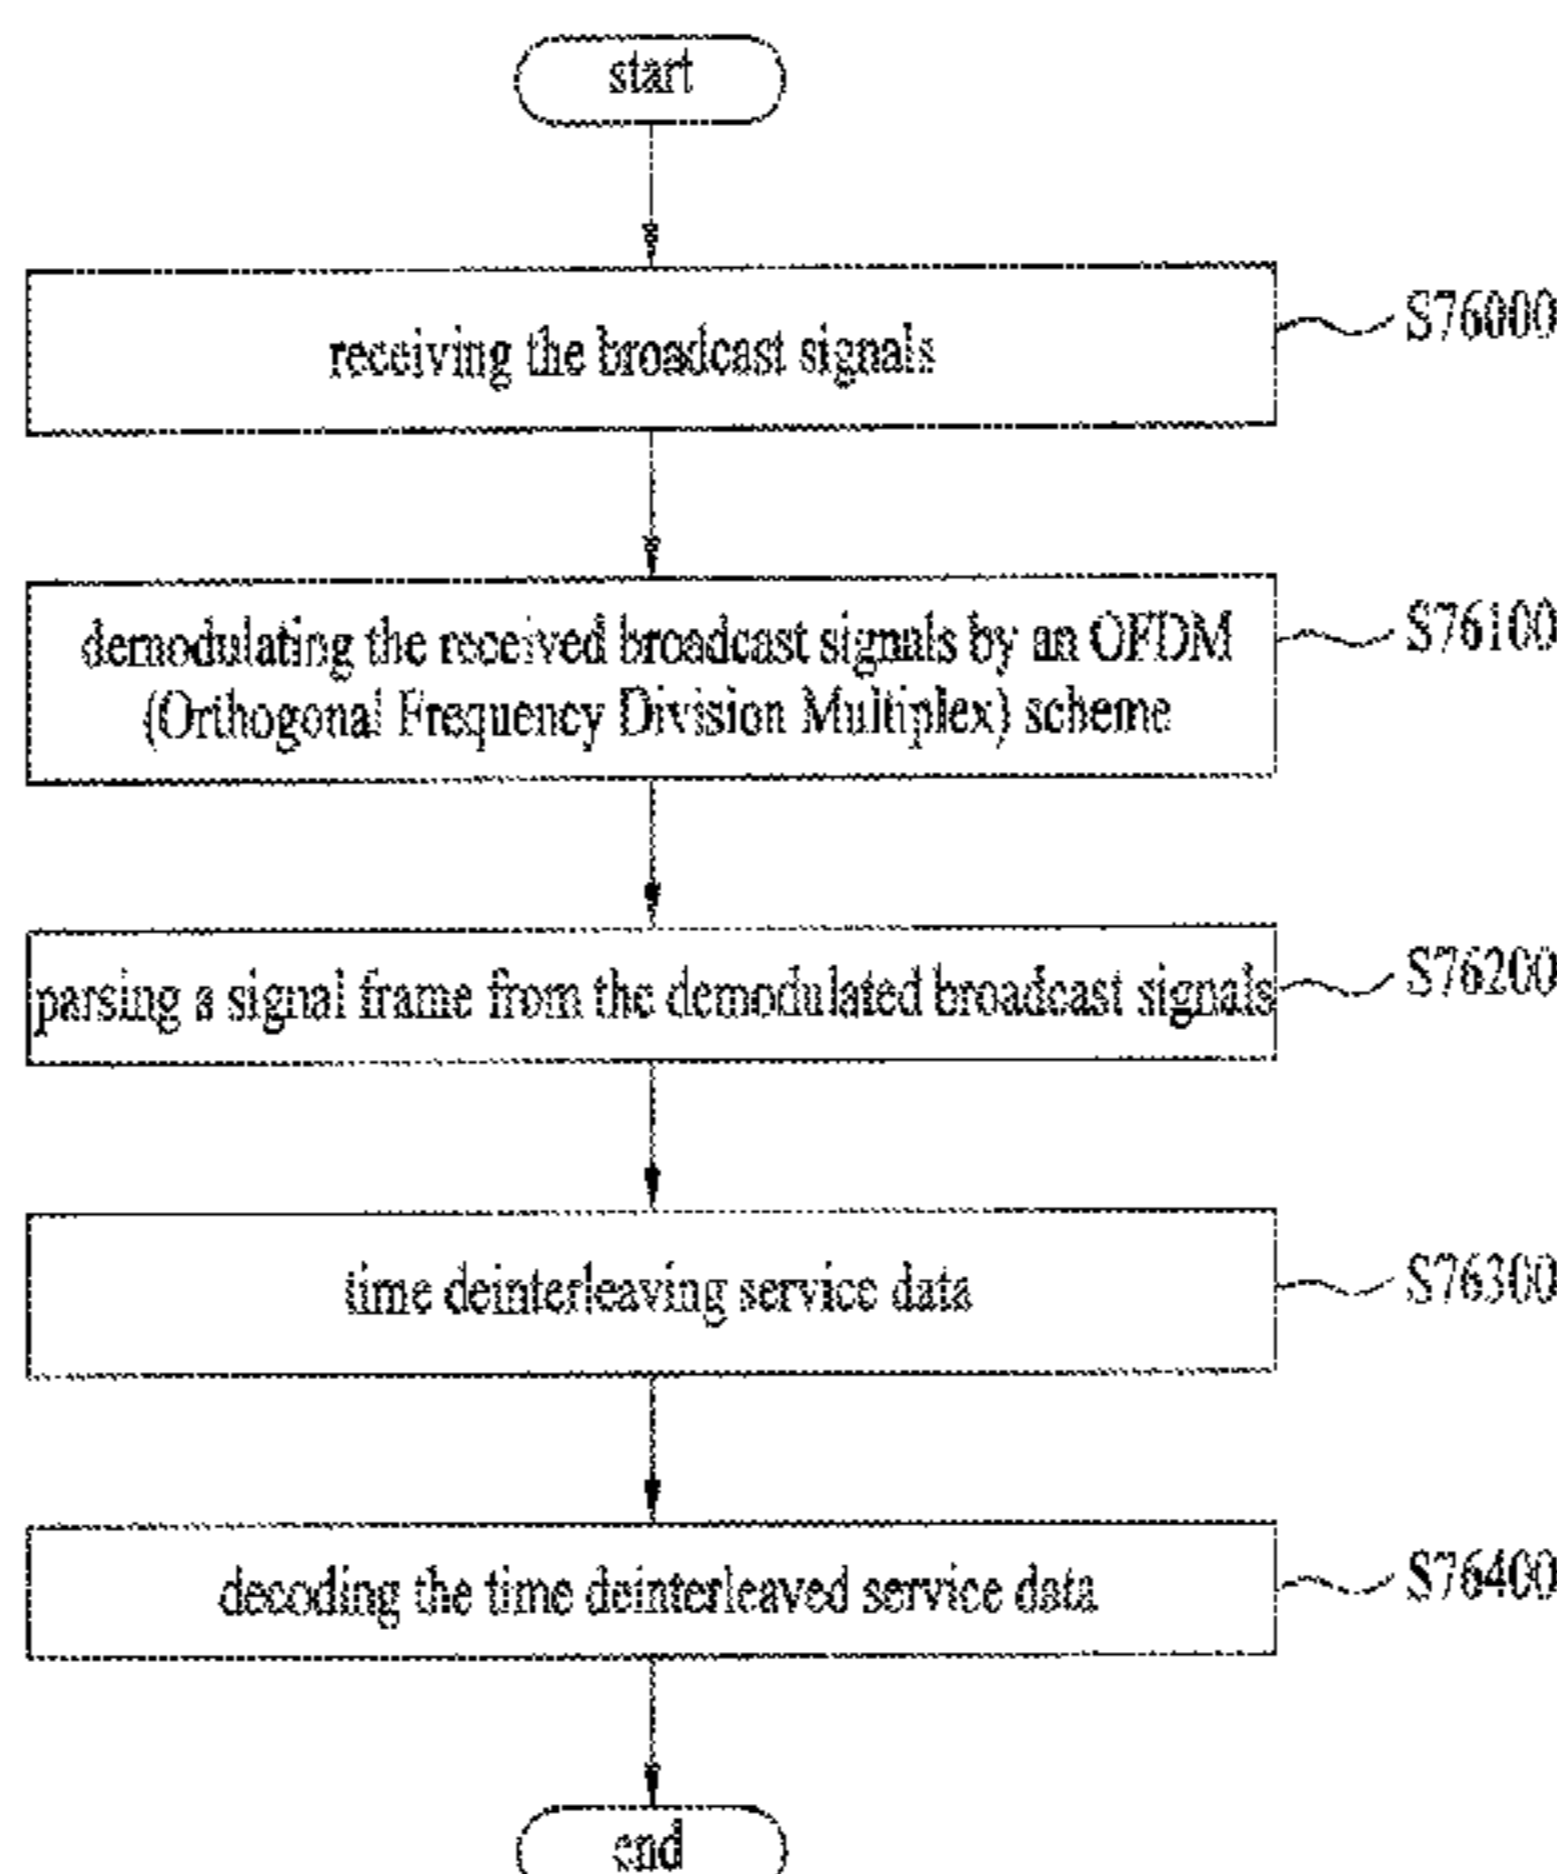 start
receiving the broadcast signals
S76000
demodulating the received broadcast signals by an OFDM
(Orthogonal Frequency Division Multiplex) scheme
S76100
parsing a signal frame from the demodulated broadcast signals
S76200
time deinterleaving service data
S76300
decoding the time deinterleaved service data
S76400
end